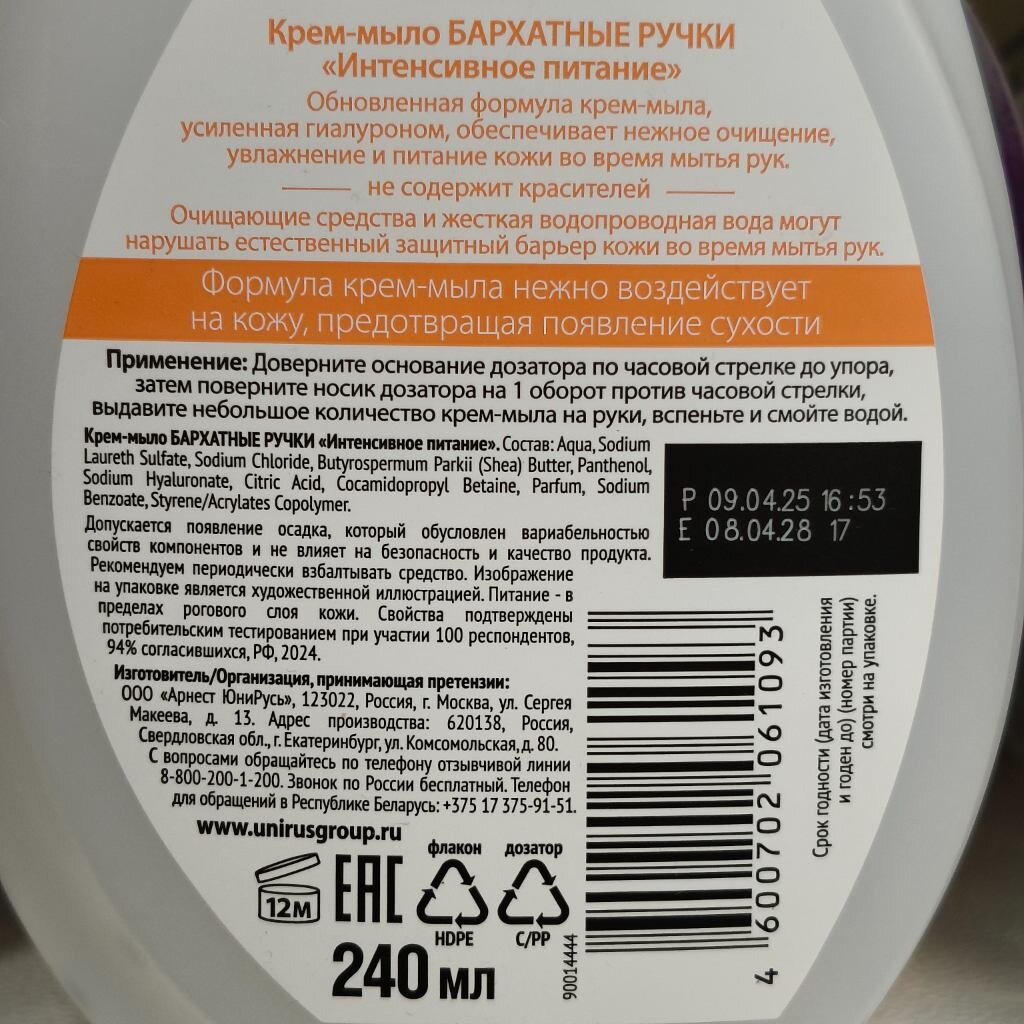 Крем-мыло БАРХАТНЫЕ РУЧКИ
«Интенсивное питание»
Обновленная формула крем-мыла,
усиленная гиалуроном, обеспечивает нежное очищение,
увлажнение и питание кожи во время мытья рук.
не содержит красителей
Очищающие средства и жесткая водопроводная вода могут
нарушать естественный защитный барьер кожи во время мытья рук.
Формула крем-мыла нежно воздействует
на кожу, предотвращая появление сухости
Применение: Доверните основание дозатора по часовой стрелке до упора,
затем поверните носик дозатора на 1 оборот против часовой стрелки,
выдавите небольшое количество крем-мыла на руки, вспеньте и смойте водой.
Крем-мыло БАРХАТНЫЕ РУЧКИ «Интенсивное питание». Состав: Aqua, Sodium
Laureth Sulfate, Sodium Chloride, Butyrospermum Parkii (Shea) Butter, Panthenol,
Sodium Hyaluronate, Citric Acid, Cocamidopropyl Betaine, Parfum, Sodium
Benzoate, Styrene/Acrylates Copolymer.
Допускается появление осадка, который обусловлен вариабельностью
свойств компонентов и не влияет на безопасность и качество продукта.
Рекомендуем периодически взбалтывать средство. Изображение
на упаковке является художественной иллюстрацией. Питание - в
пределах рогового слоя кожи. Свойства подтверждены
потребительским тестированием при участии 100 респондентов,
94% согласившихся, РФ, 2024.
Изготовитель/Организация, принимающая претензии:
ООО «Арнест ЮниРусь», 123022, Россия, г. Москва, ул. Сергея
Макеева, д. 13. Адрес производства: 620138, Россия,
Свердловская обл., г. Екатеринбург, ул. Комсомольская, д. 80.
С вопросами обращайтесь по телефону отзывчивой линии
8-800-200-1-200. Звонок по России бесплатный. Телефон
для обращений в Республике Беларусь: +375 17 375-91-51.
www.unirusgroup.ru
12м
EAC
флакон
HDPE
дозатор
C/PP
240 мл
90014444
P 09.04.25 16:53
E 08.04.28 17
4 600702 061093
Срок годности (дата изготовления
и годен до) (номер партии)
смотри на упаковке.